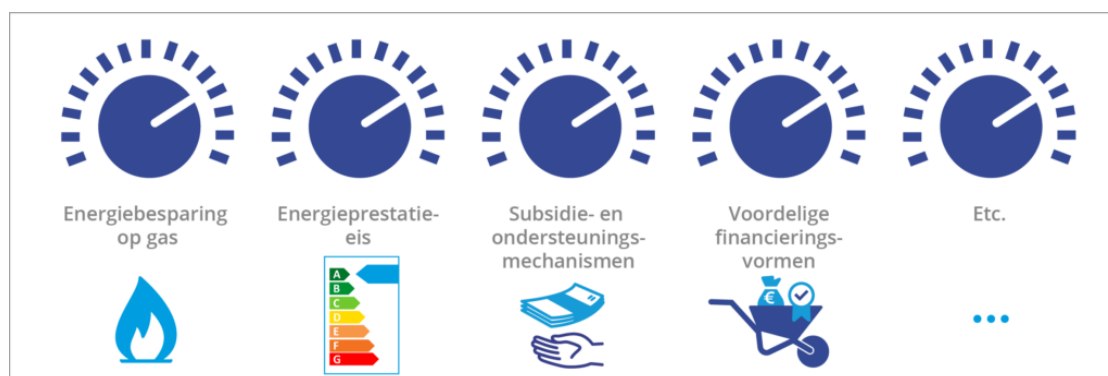 Energiebesparing
op gas
Energieprestatie-
eis
Subsidie- en
ondersteunings-
mechanismen
Voordelige
financierings-
vormen
Etc.
A
B
C
D
E
F
G
€
...